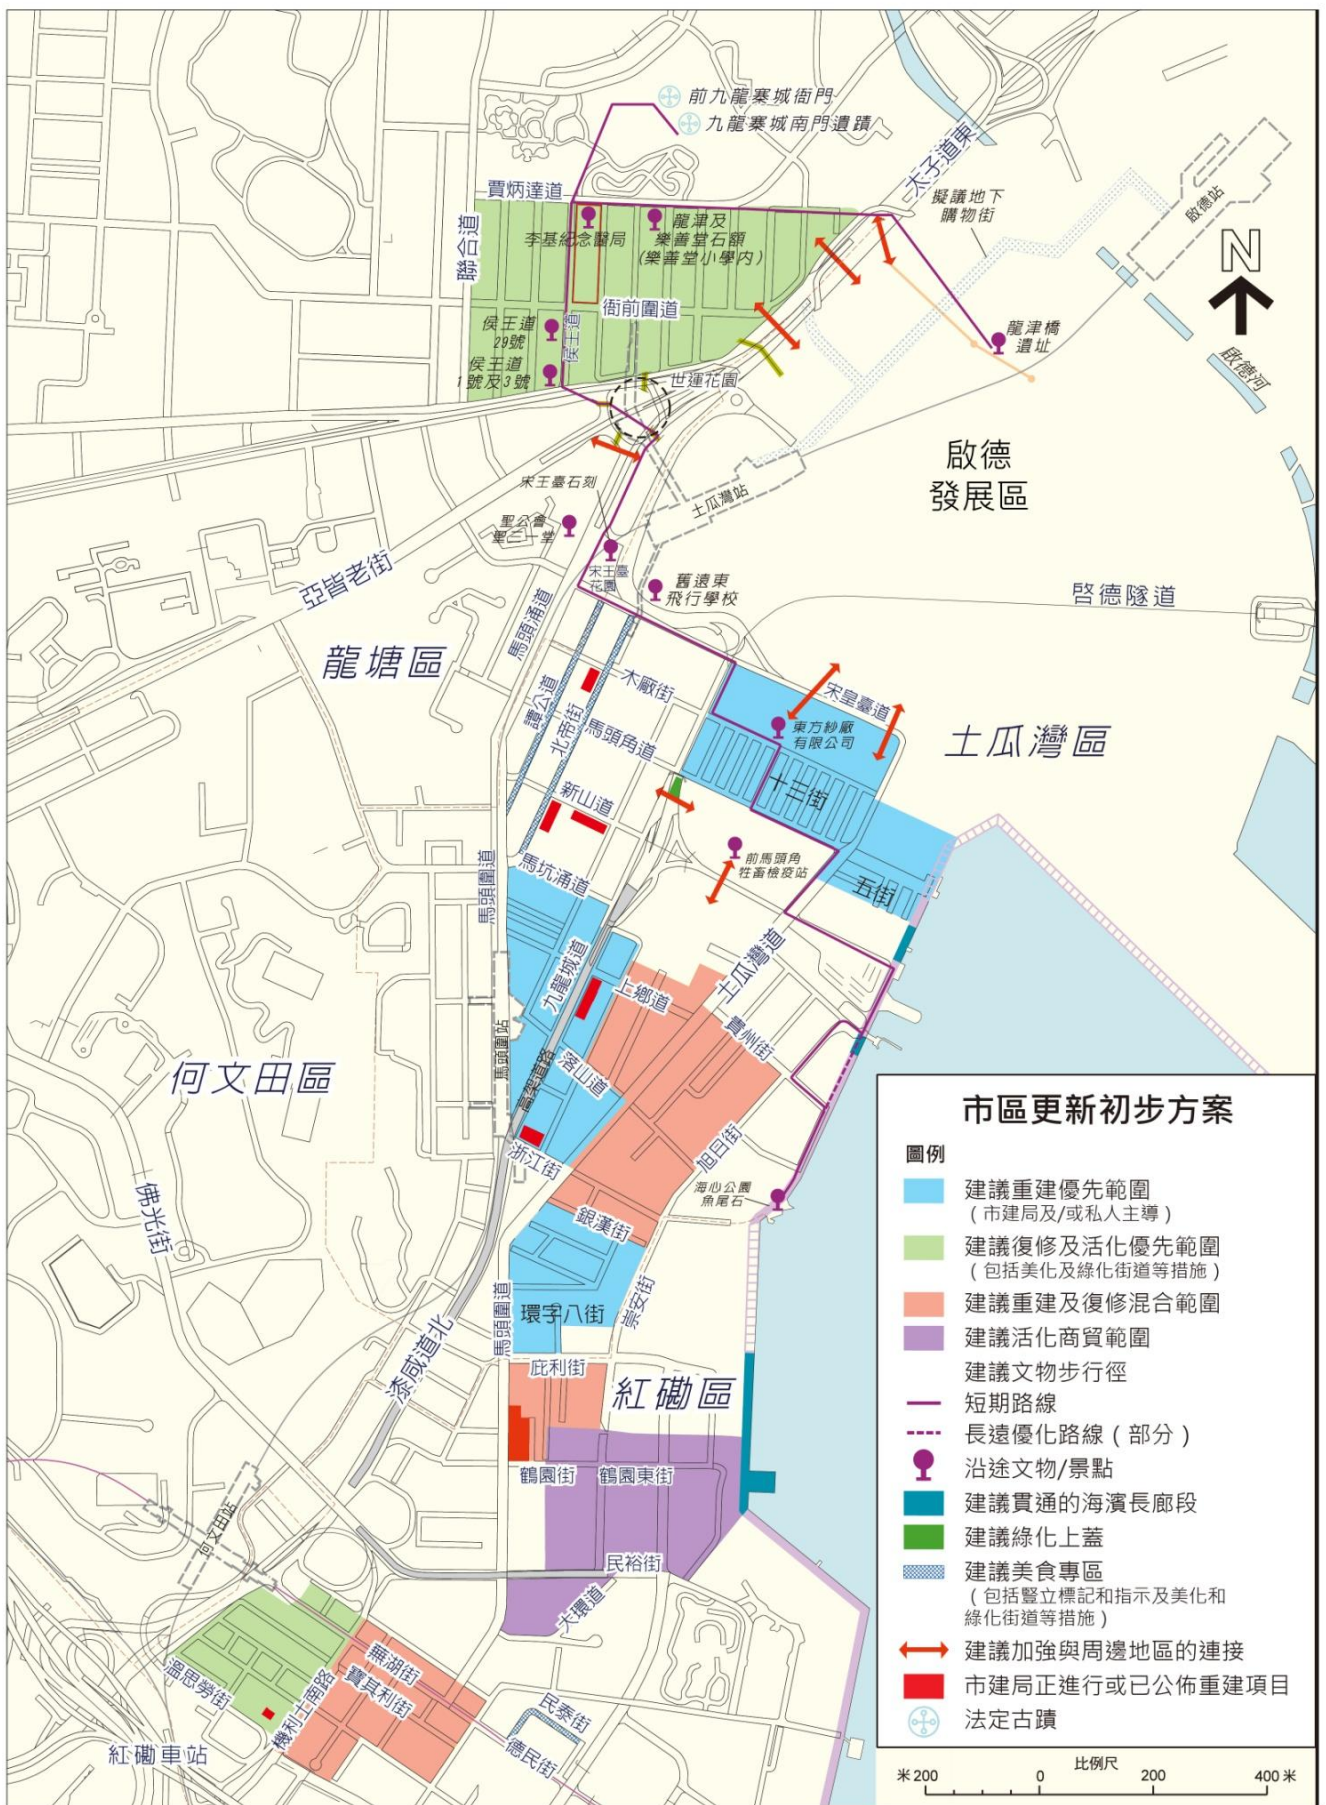 前九龍寨城衙門
九龍寨城南門遺蹟
太子道東
賈炳達道
擬議地下
購物街
啟德站
N
聯合道
李基紀念醫局
龍津及
樂善堂石額
(樂善堂小學內)
衙前圍道
侯王道
29號
侯王道
侯王道
1號及3號
龍津橋
遺址
啟德河
世運花園
啟德
發展區
宋王臺石刻
土瓜灣站
聖公會
聖三一堂
宋王臺
花園
舊遠東
飛行學校
亞皆老街
啓德隧道
馬頭涌道
龍塘區
木廠街
宋皇臺道
譚公道
北帝街
馬頭角道
東方紗廠
有限公司
土瓜灣區
十三街
新山道
前馬頭角
牲畜檢疫站
馬坑涌道
馬頭圍道
五街
九龍城道
土瓜灣道
上鄉道
貴州街
馬頭圍站
高架道路
落山道
何文田區
旭日街
浙江街
海心公園
魚尾石
佛光街
銀漢街
崇安街
環字八街
馬頭圍道
漆咸道北
庇利街
紅磡區
鶴園街
鶴園東街
何文田站
民裕街
大環道
蕪湖街
寶其利街
溫思勞街
機利士南路
民泰街
德民街
紅磡車站
市區更新初步方案
圖例
建議重建優先範圍
(市建局及/或私人主導)
建議復修及活化優先範圍
(包括美化及綠化街道等措施)
建議重建及復修混合範圍
建議活化商貿範圍
建議文物步行徑
短期路線
長遠優化路線(部分)
沿途文物/景點
建議貫通的海濱長廊段
建議綠化上蓋
建議美食專區
(包括豎立標記和指示及美化和
綠化街道等措施)
建議加強與周邊地區的連接
市建局正進行或已公佈重建項目
法定古蹟
比例尺
米 200 0 200 400 米